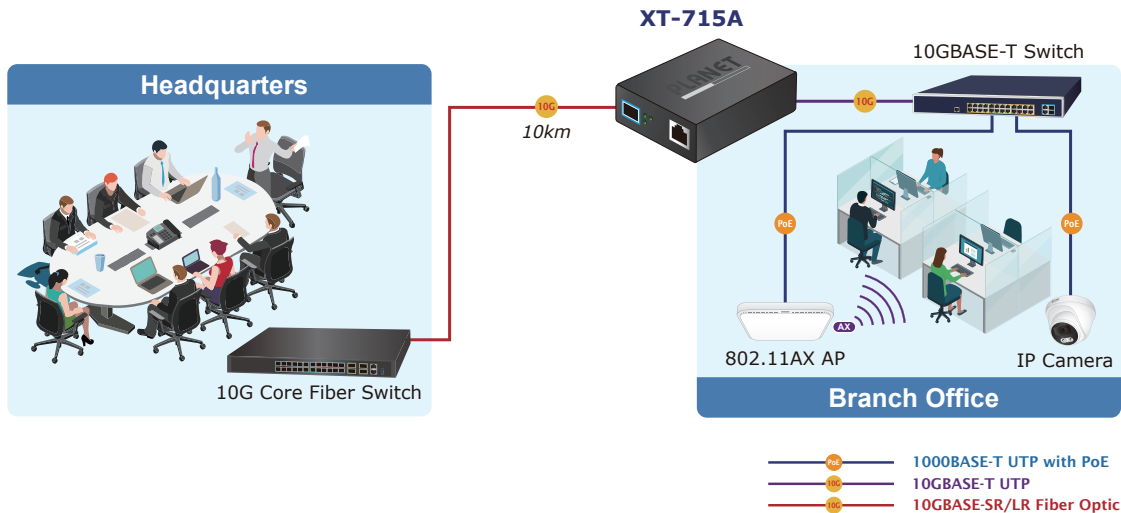 XT-715A
10GBASE-T Switch
Headquarters
PLANET
10G
10G
10km
PoE
PoE
AX
802.11AX AP
IP Camera
10G Core Fiber Switch
Branch Office
PoE 1000BASE-T UTP with PoE
10G 10GBASE-T UTP
10G 10GBASE-SR/LR Fiber Optic